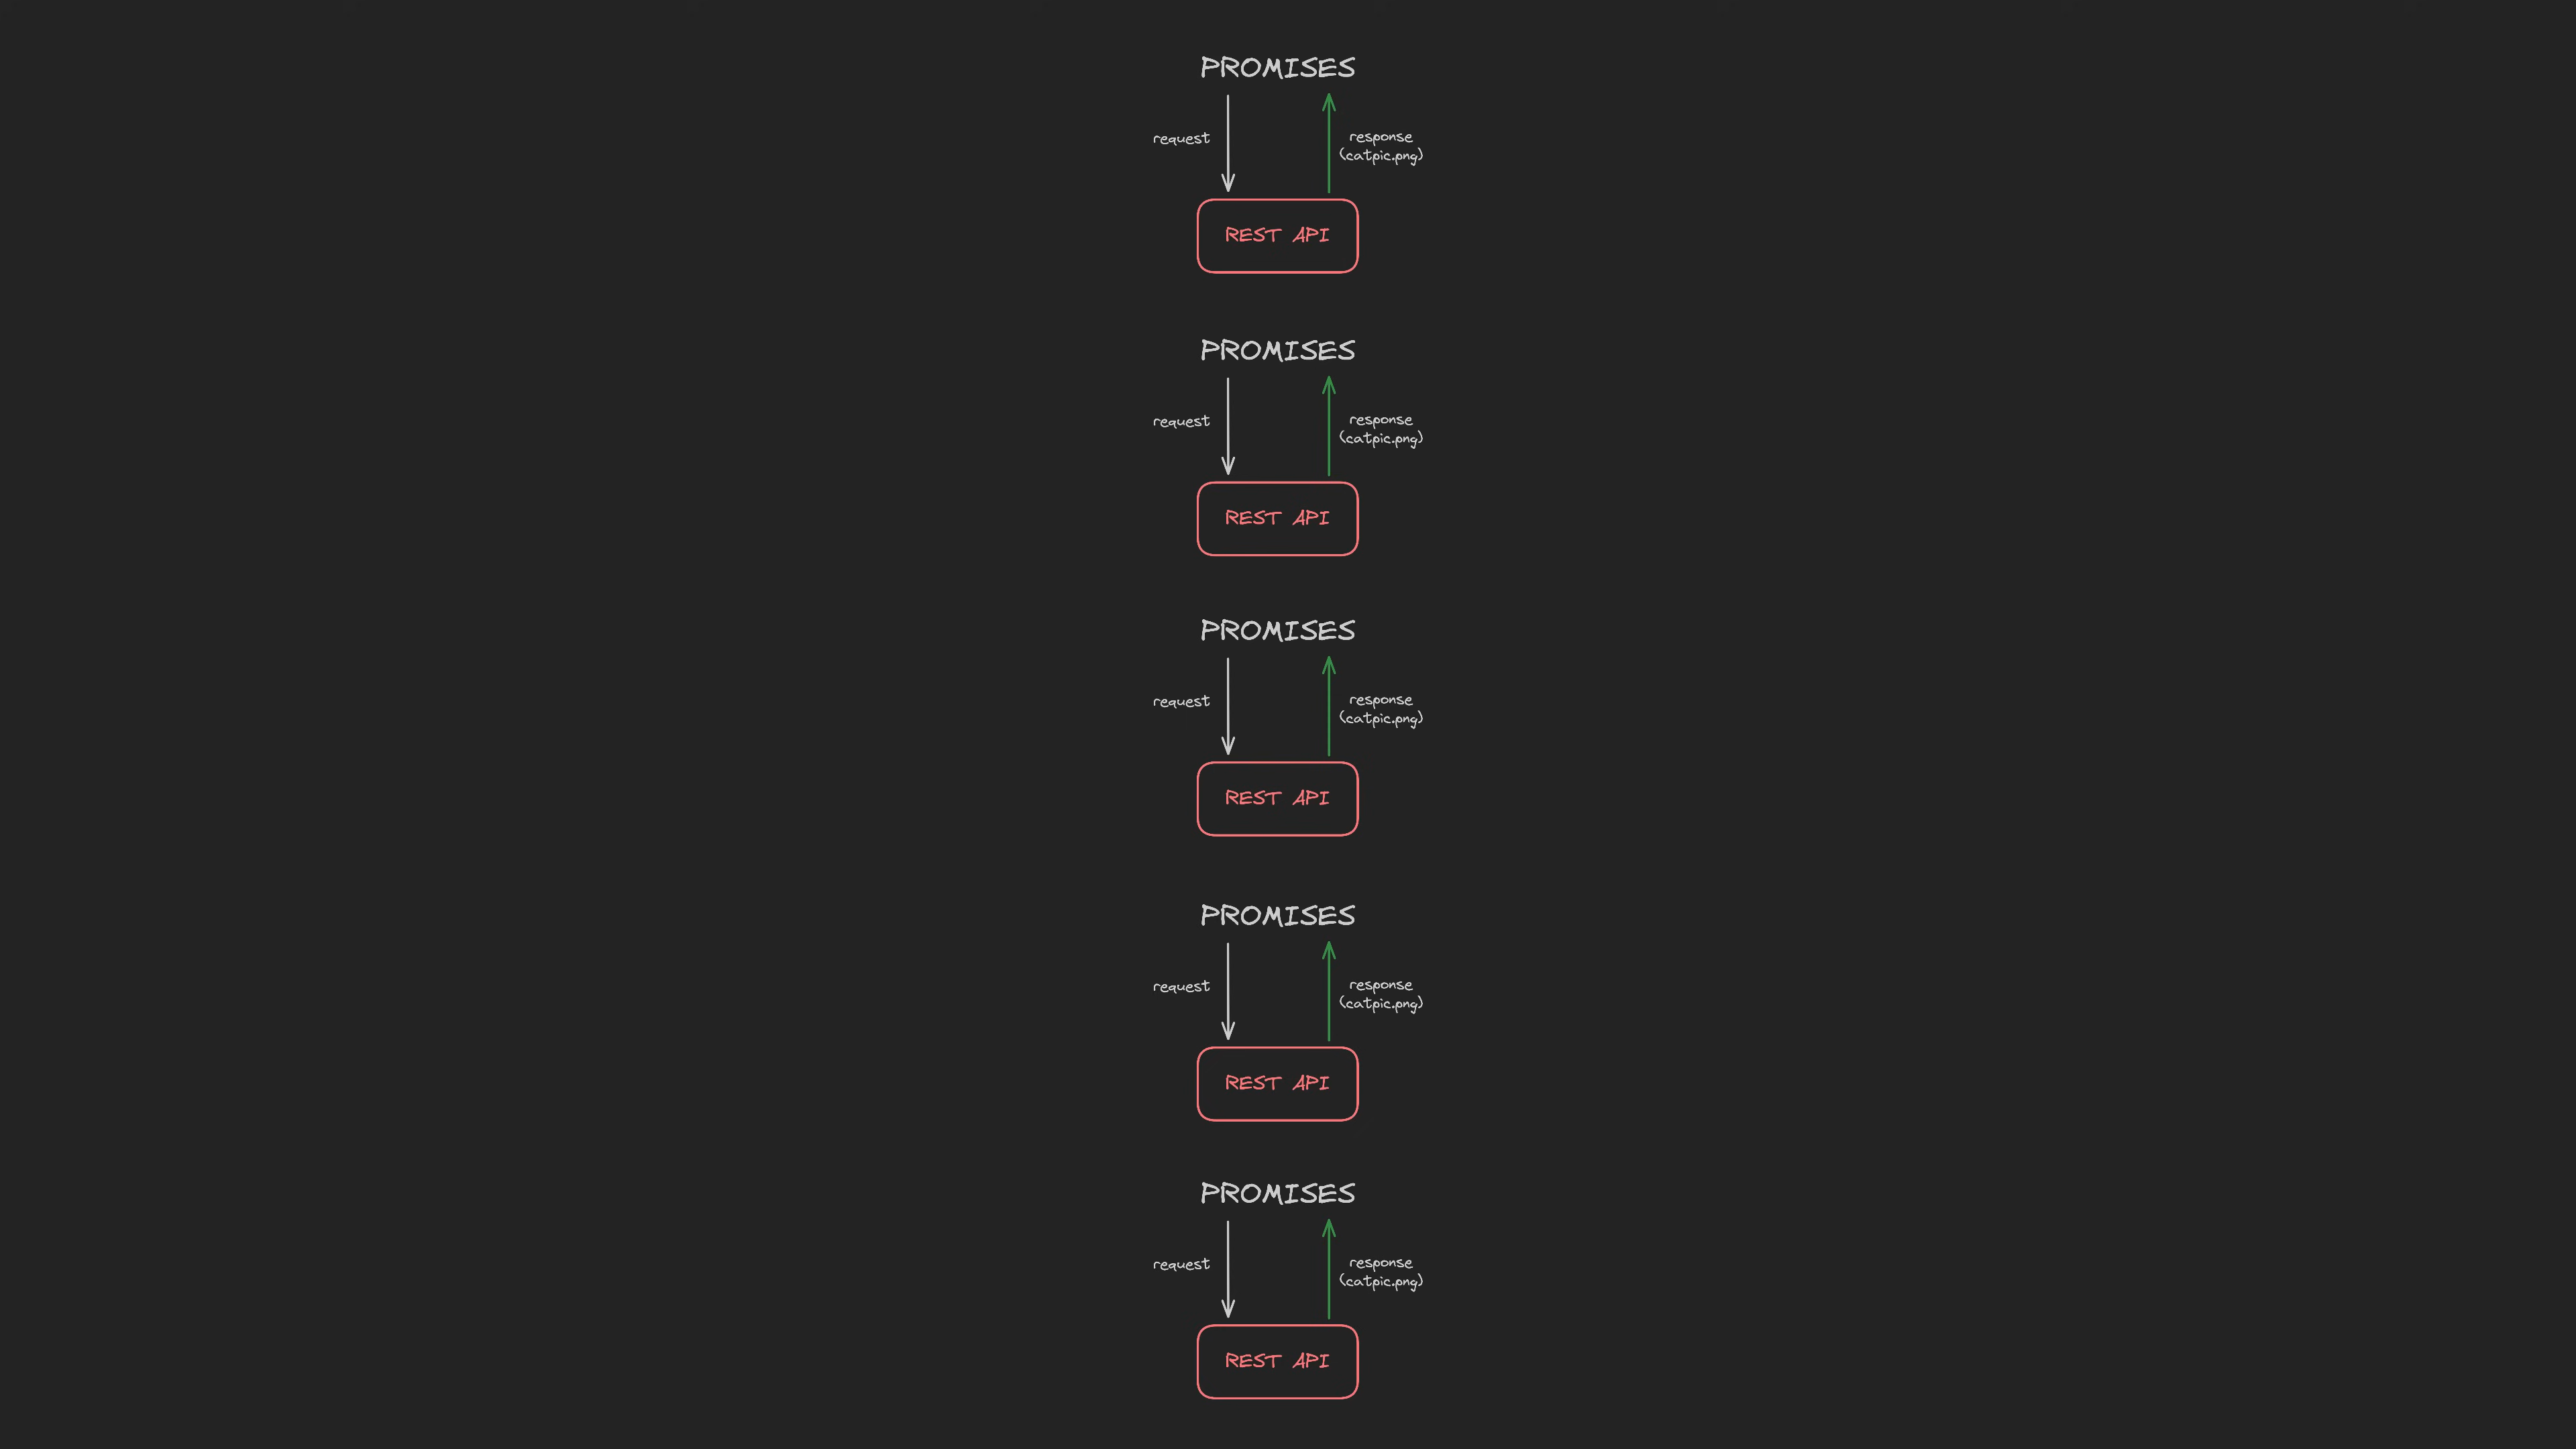 PROMISES
request
response
(catpic.png)
REST API
PROMISES
request
response
(catpic.png)
REST API
PROMISES
request
response
(catpic.png)
REST API
PROMISES
request
response
(catpic.png)
REST API
PROMISES
request
response
(catpic.png)
REST API